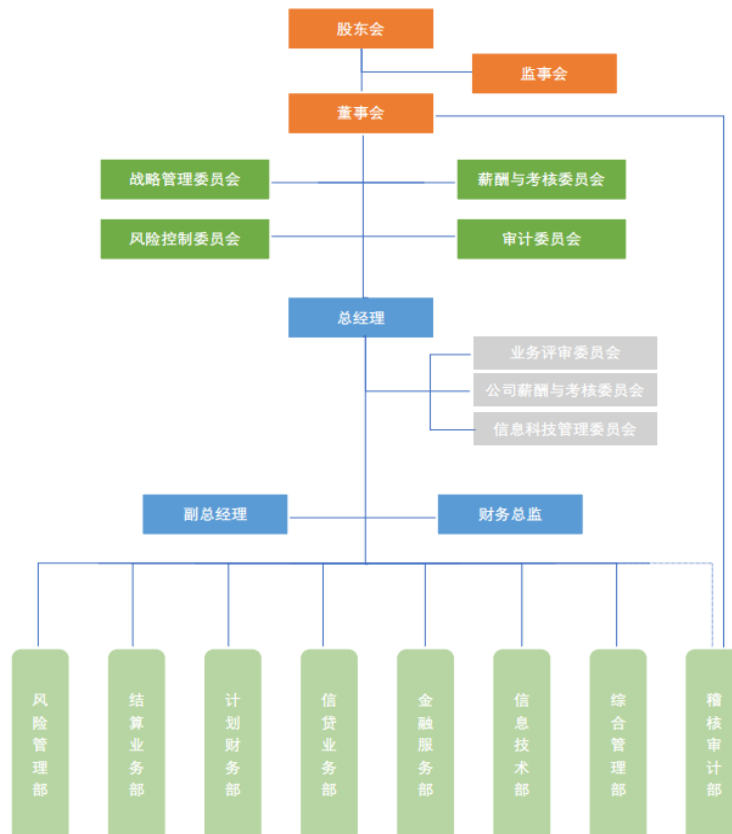 股东会
监事会
董事会
战略管理委员会
薪酬与考核委员会
风险控制委员会
审计委员会
总经理
业务评审委员会
公司薪酬与考核委员会
信息科技管理委员会
副总经理
财务总监
风险管理部
结算业务部
计划财务部
信贷业务部
金融服务部
信息技术部
综合管理部
稽核审计部